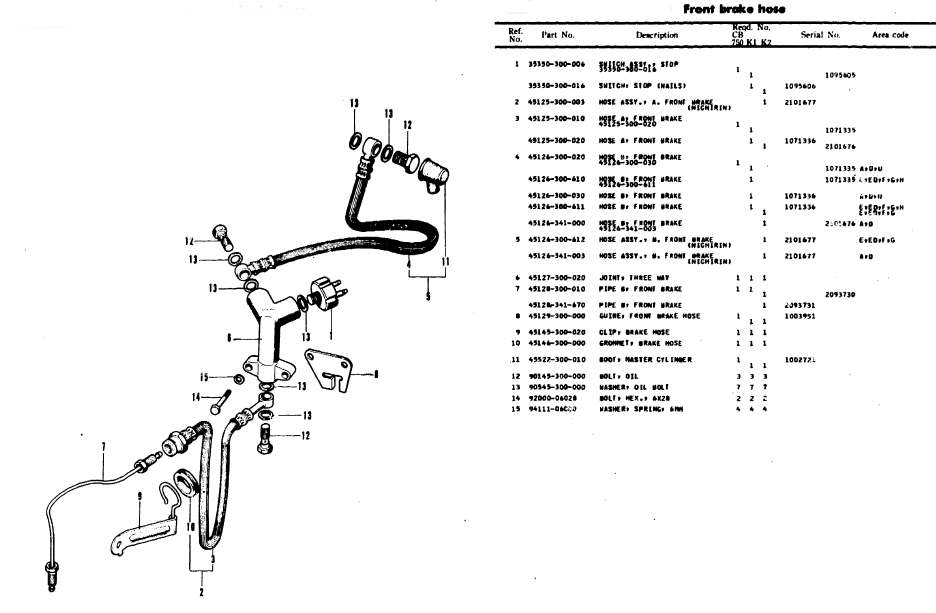 Front brake hose
Ref. No. Part No. Description Reqd. No. CB 750 K1 K2 Serial No. Area code
1 35350-300-006 SWITCH ASSY., STOP 1
35350-300-016 1 1095605
35350-300-016 SWITCH, STOP (NAILS) 1 1095606
1
2 45125-300-003 HOSE ASSY., A. FRONT BRAKE 1 2101677
(NICHIRIN)
3 45125-300-010 HOSE A, FRONT BRAKE 1
45125-300-020 1 1071335
45125-300-020 HOSE A, FRONT BRAKE 1 1071336
1 2101676
4 45126-300-020 HOSE B, FRONT BRAKE 1
45126-300-030 1 1071335 A,D,U
45126-300-610 HOSE B, FRONT BRAKE 1 1071335 E,ED,F,G,H
45126-300-611
45126-300-030 HOSE B, FRONT BRAKE 1 1071336 A,D,U
45126-300-611 HOSE B, FRONT BRAKE 1 1071336 E,ED,F,G,H
1 E,ED,F,G
45126-341-000 HOSE B, FRONT BRAKE 1 2101676 A,D
45126-341-003
5 45126-300-612 HOSE ASSY., B. FRONT BRAKE 1 2101677 E,ED,F,G
(NICHIRIN)
45126-341-003 HOSE ASSY., B. FRONT BRAKE 1 2101677 A,D
(NICHIRIN)
6 45127-300-020 JOINT, THREE WAY 1 1 1
7 45128-300-010 PIPE B, FRONT BRAKE 1 1
1 2093730
45128-341-670 PIPE B, FRONT BRAKE 1 2093731
8 45129-300-000 GUIDE, FRONT BRAKE HOSE 1 1003951
1 1
9 45145-300-020 CLIP, BRAKE HOSE 1 1 1
10 45146-300-000 GROMMET, BRAKE HOSE 1 1 1
11 45522-300-010 BOOT, MASTER CYLINDER 1
1 1
12 90145-300-000 BOLT, OIL 3 3 3
13 90545-300-000 WASHER, OIL BOLT 7 7 7
14 92000-06028 BOLT, HEX., 6X28 2 2 2
15 WASHER, SPRING, 6MM 4 4 4
13
13
12
12
13
13
4
11
5
6
13
1
8
15
13
14
13
12
7
9
10
3
2